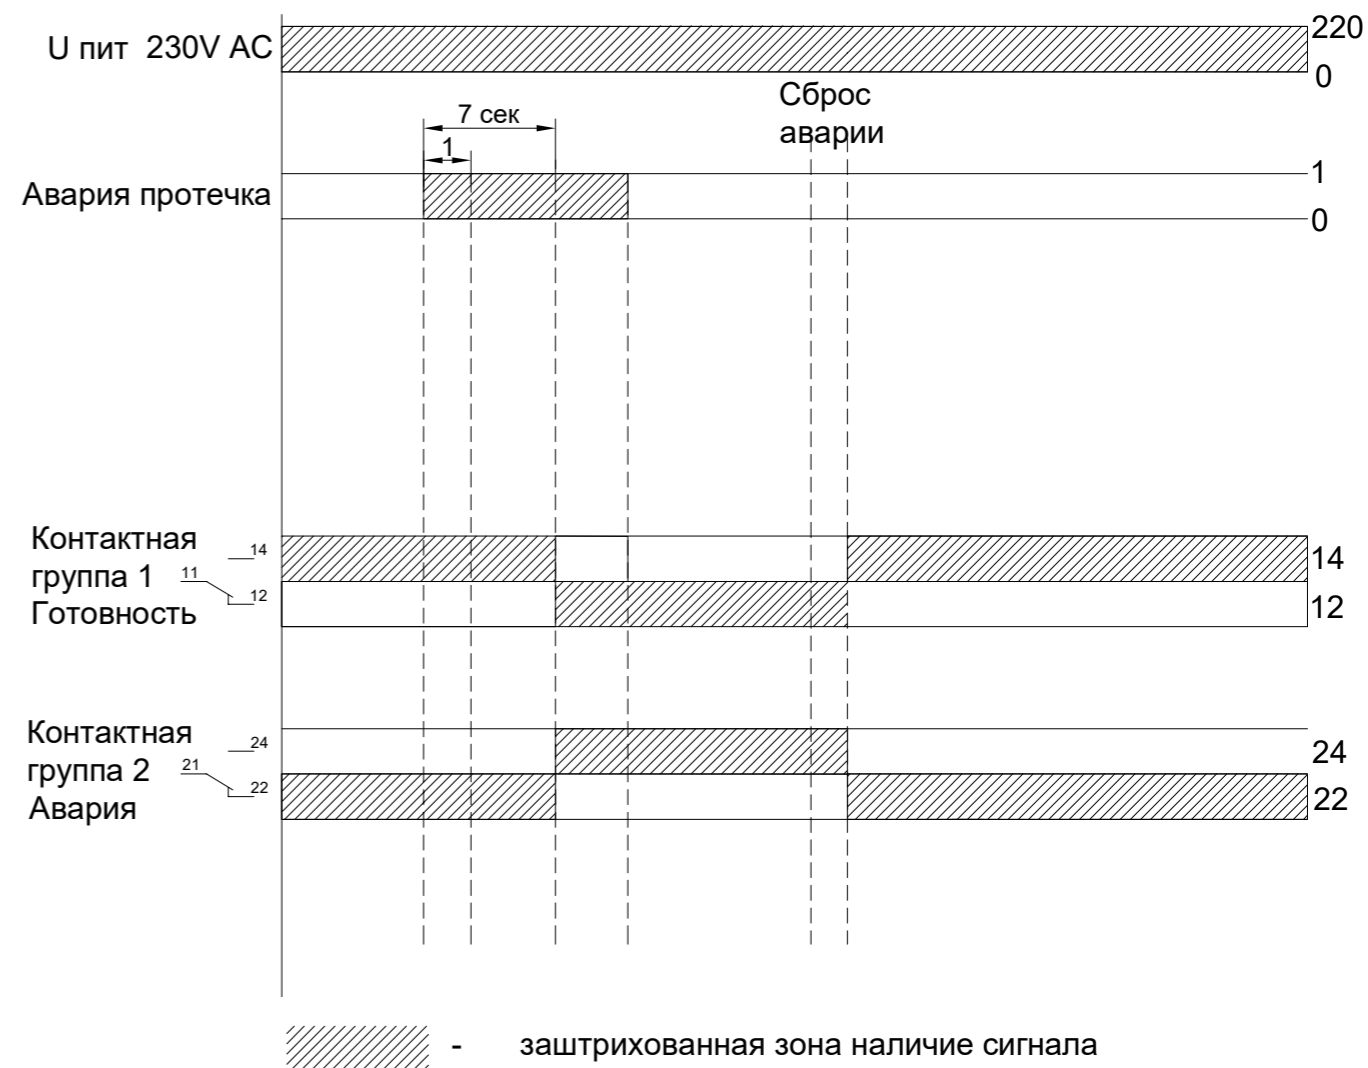 U пит 230V AC
220
0
Сброс
аварии
7 сек
1
Авария протечка
1
0
Контактная
группа 1
Готовность
14
11
12
14
12
Контактная
группа 2
Авария
24
21
22
24
22
- заштрихованная зона наличие сигнала